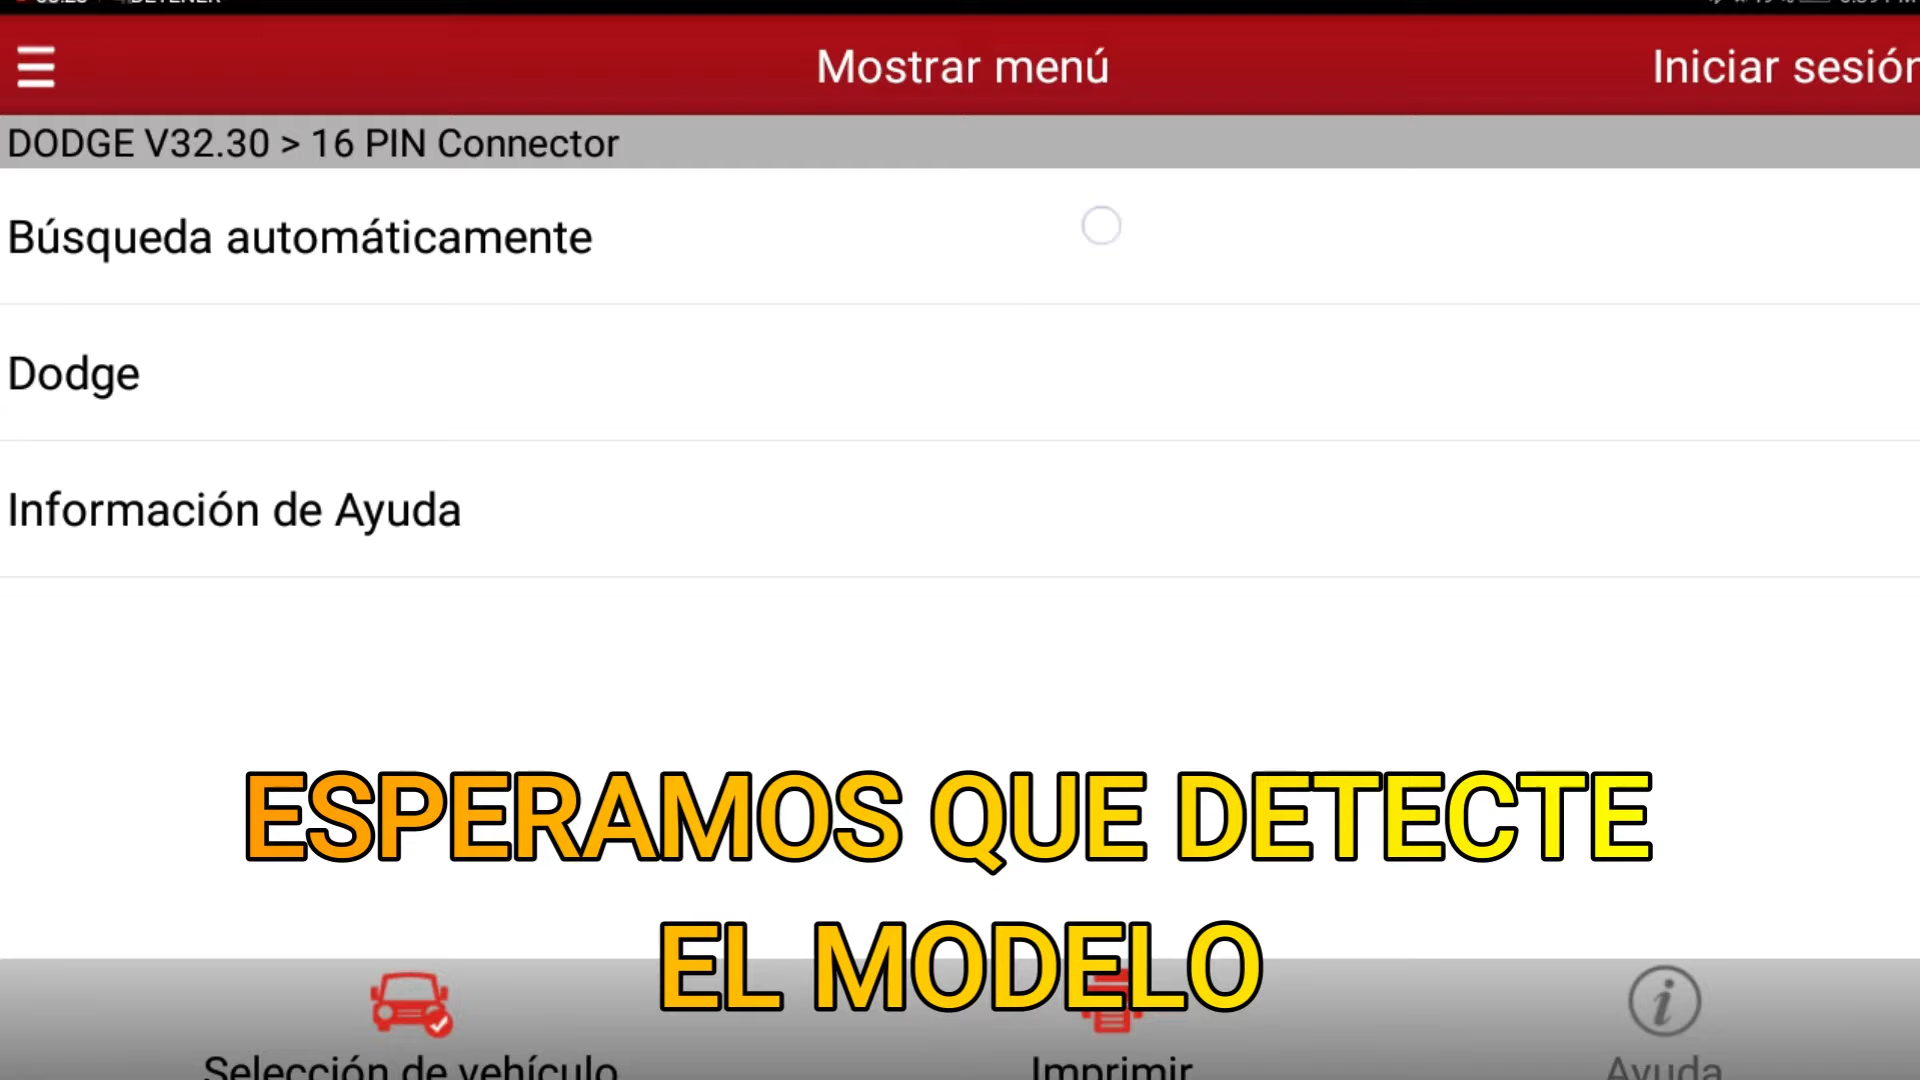 Mostrar menú
Iniciar sesión
DODGE V32.30 > 16 PIN Connector
Búsqueda automáticamente
Dodge
Información de Ayuda
ESPERAMOS QUE DETECTE
EL MODELO
Selección de vehículo
Imprimir
Ayuda